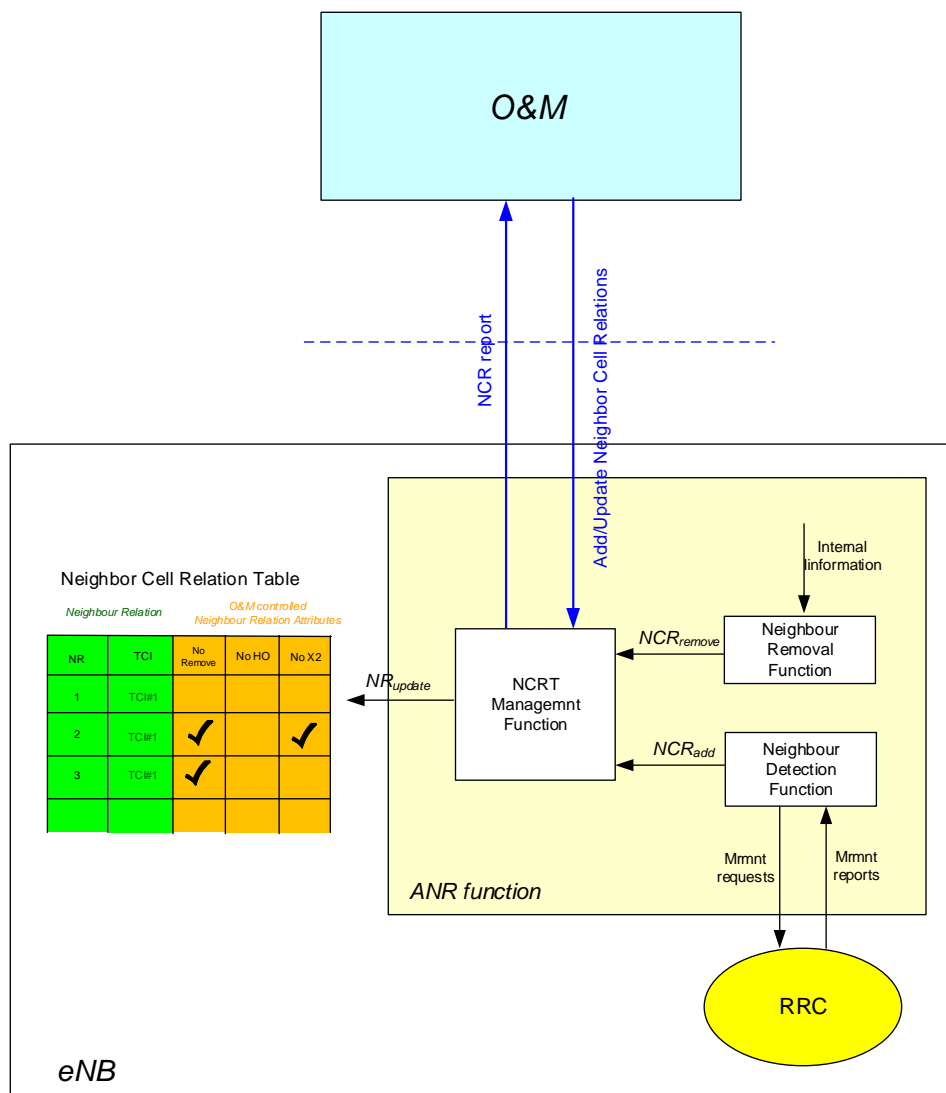 O&M
NCR report
Add/Update Neighbor Cell Relations
Internal
Iinformation
Neighbor Cell Relation Table
Neighbour Relation
O&M controlled
Neighbour Relation Attributes
NR
TCI
No
Remove
No HO
No X2
1
TCI#1
2
TCI#1
3
TCI#1
NRupdate
NCRT
Managemnt
Function
NCRremove
Neighbour
Removal
Function
NCRadd
Neighbour
Detection
Function
Mrmnt
requests
Mrmnt
reports
ANR function
RRC
eNB